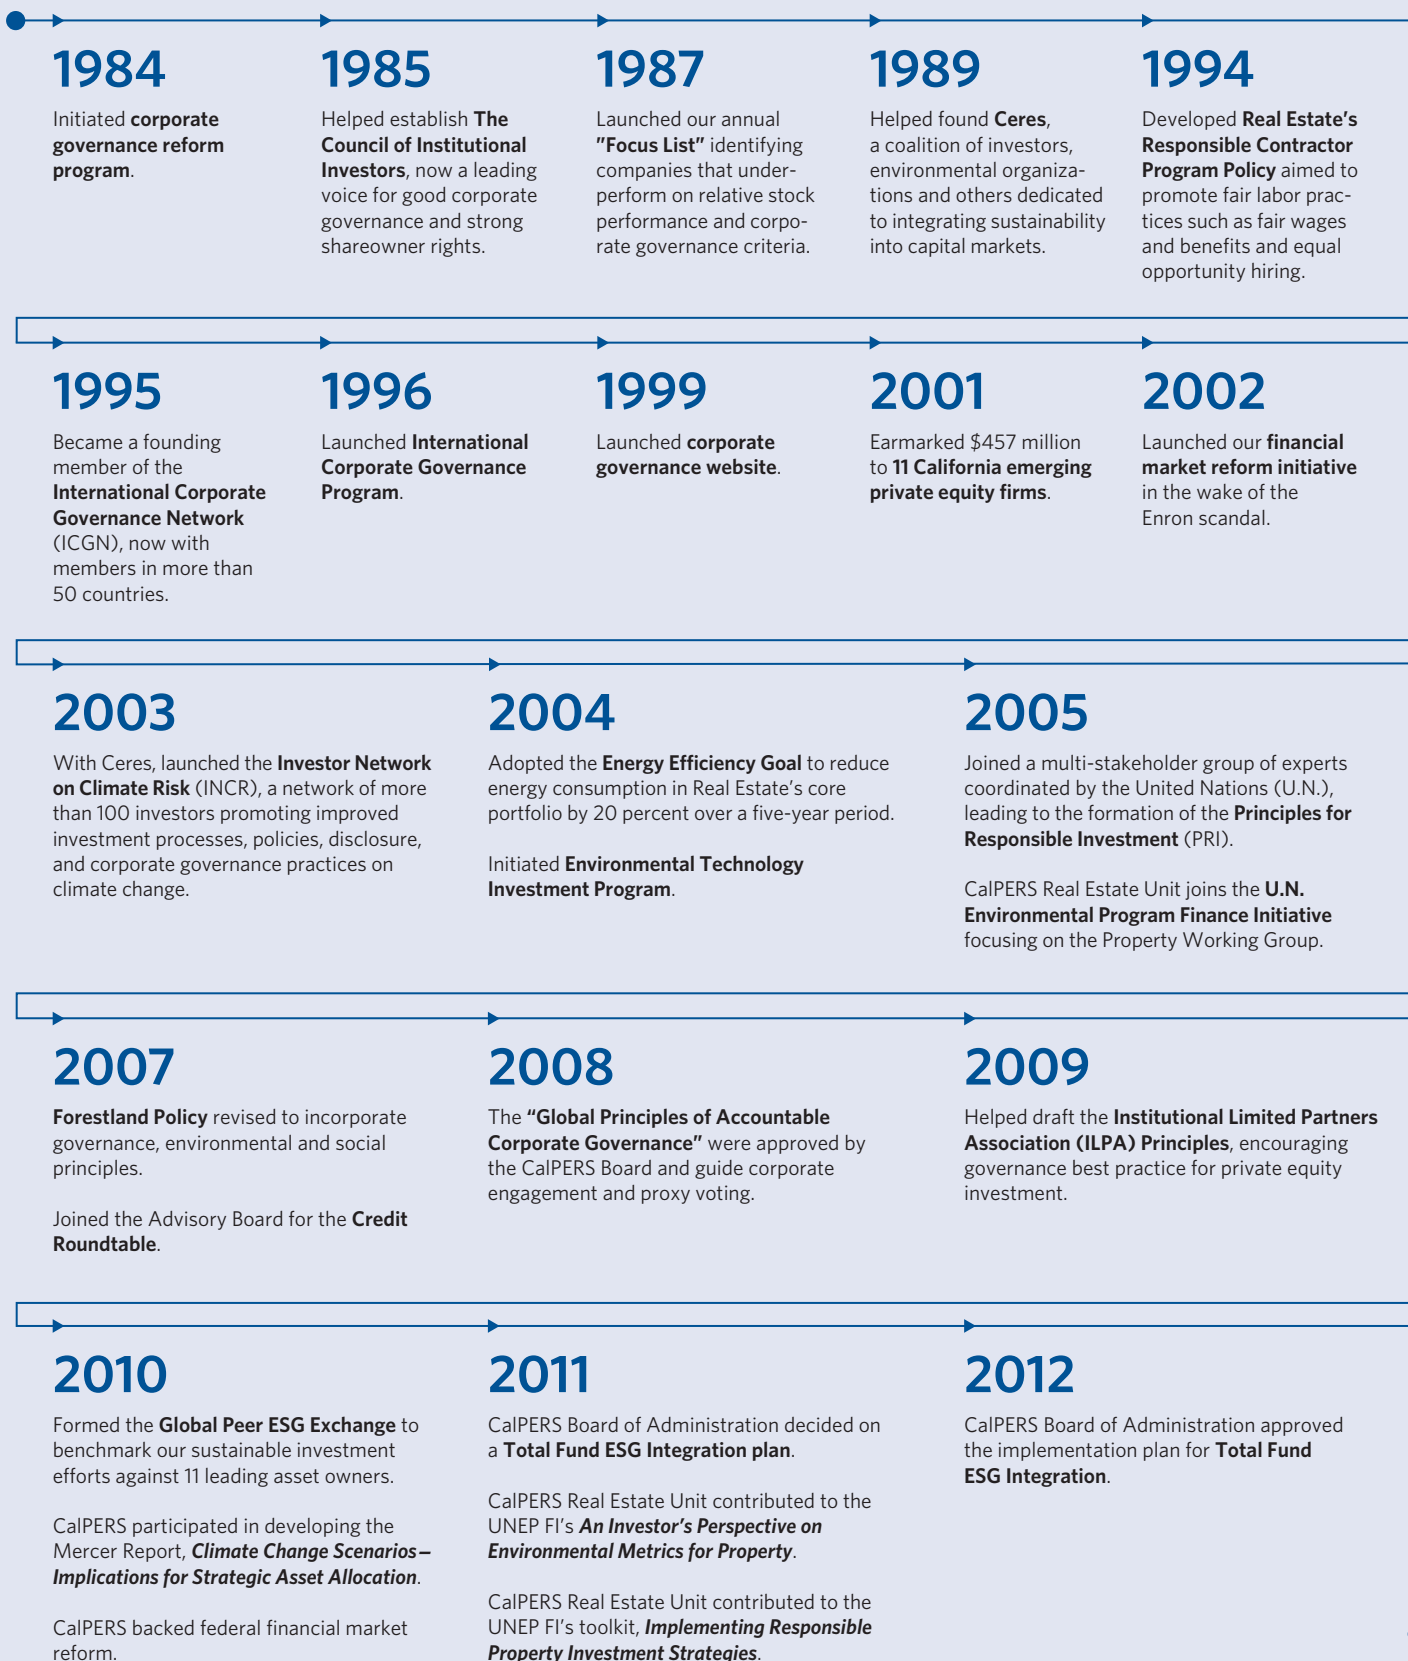 1984
Initiated corporate
governance reform
program.
1985
Helped establish The
Council of Institutional
Investors, now a leading
voice for good corporate
governance and strong
shareowner rights.
1987
Launched our annual
"Focus List" identifying
companies that under-
perform on relative stock
performance and corpo-
rate governance criteria.
1989
Helped found Ceres,
a coalition of investors,
environmental organiza-
tions and others dedicated
to integrating sustainability
into capital markets.
1994
Developed Real Estate's
Responsible Contractor
Program Policy aimed to
promote fair labor prac-
tices such as fair wages
and benefits and equal
opportunity hiring.
1995
Became a founding
member of the
International Corporate
Governance Network
(ICGN), now with
members in more than
50 countries.
1996
Launched International
Corporate Governance
Program.
1999
Launched corporate
governance website.
2001
Earmarked $457 million
to 11 California emerging
private equity firms.
2002
Launched our financial
market reform initiative
in the wake of the
Enron scandal.
2003
With Ceres, launched the Investor Network
on Climate Risk (INCR), a network of more
than 100 investors promoting improved
investment processes, policies, disclosure,
and corporate governance practices on
climate change.
2004
Adopted the Energy Efficiency Goal to reduce
energy consumption in Real Estate's core
portfolio by 20 percent over a five-year period.
Initiated Environmental Technology
Investment Program.
2005
Joined a multi-stakeholder group of experts
coordinated by the United Nations (U.N.),
leading to the formation of the Principles for
Responsible Investment (PRI).
CalPERS Real Estate Unit joins the U.N.
Environmental Program Finance Initiative
focusing on the Property Working Group.
2007
Forestland Policy revised to incorporate
governance, environmental and social
principles.
Joined the Advisory Board for the Credit
Roundtable.
2008
The “Global Principles of Accountable
Corporate Governance” were approved by
the CalPERS Board and guide corporate
engagement and proxy voting.
2009
Helped draft the Institutional Limited Partners
Association (ILPA) Principles, encouraging
governance best practice for private equity
investment.
2010
Formed the Global Peer ESG Exchange to
benchmark our sustainable investment
efforts against 11 leading asset owners.
CalPERS participated in developing the
Mercer Report, Climate Change Scenarios–
Implications for Strategic Asset Allocation.
CalPERS backed federal financial market
reform.
2011
CalPERS Board of Administration decided on
a Total Fund ESG Integration plan.
CalPERS Real Estate Unit contributed to the
UNEP FI's An Investor's Perspective on
Environmental Metrics for Property.
CalPERS Real Estate Unit contributed to the
UNEP FI's toolkit, Implementing Responsible
Property Investment Strategies.
2012
CalPERS Board of Administration approved
the implementation plan for Total Fund
ESG Integration.